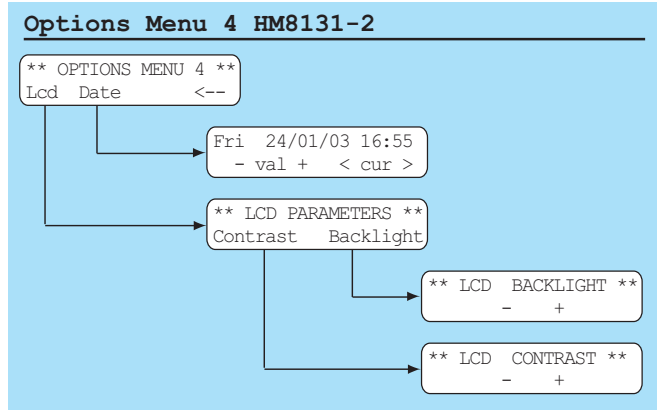 Options Menu 4 HM8131-2
** OPTIONS MENU 4 **
Lcd Date <--
Fri 24/01/03 16:55
- val + < cur >
** LCD PARAMETERS **
Contrast Backlight
** LCD BACKLIGHT **
- +
** LCD CONTRAST **
- +